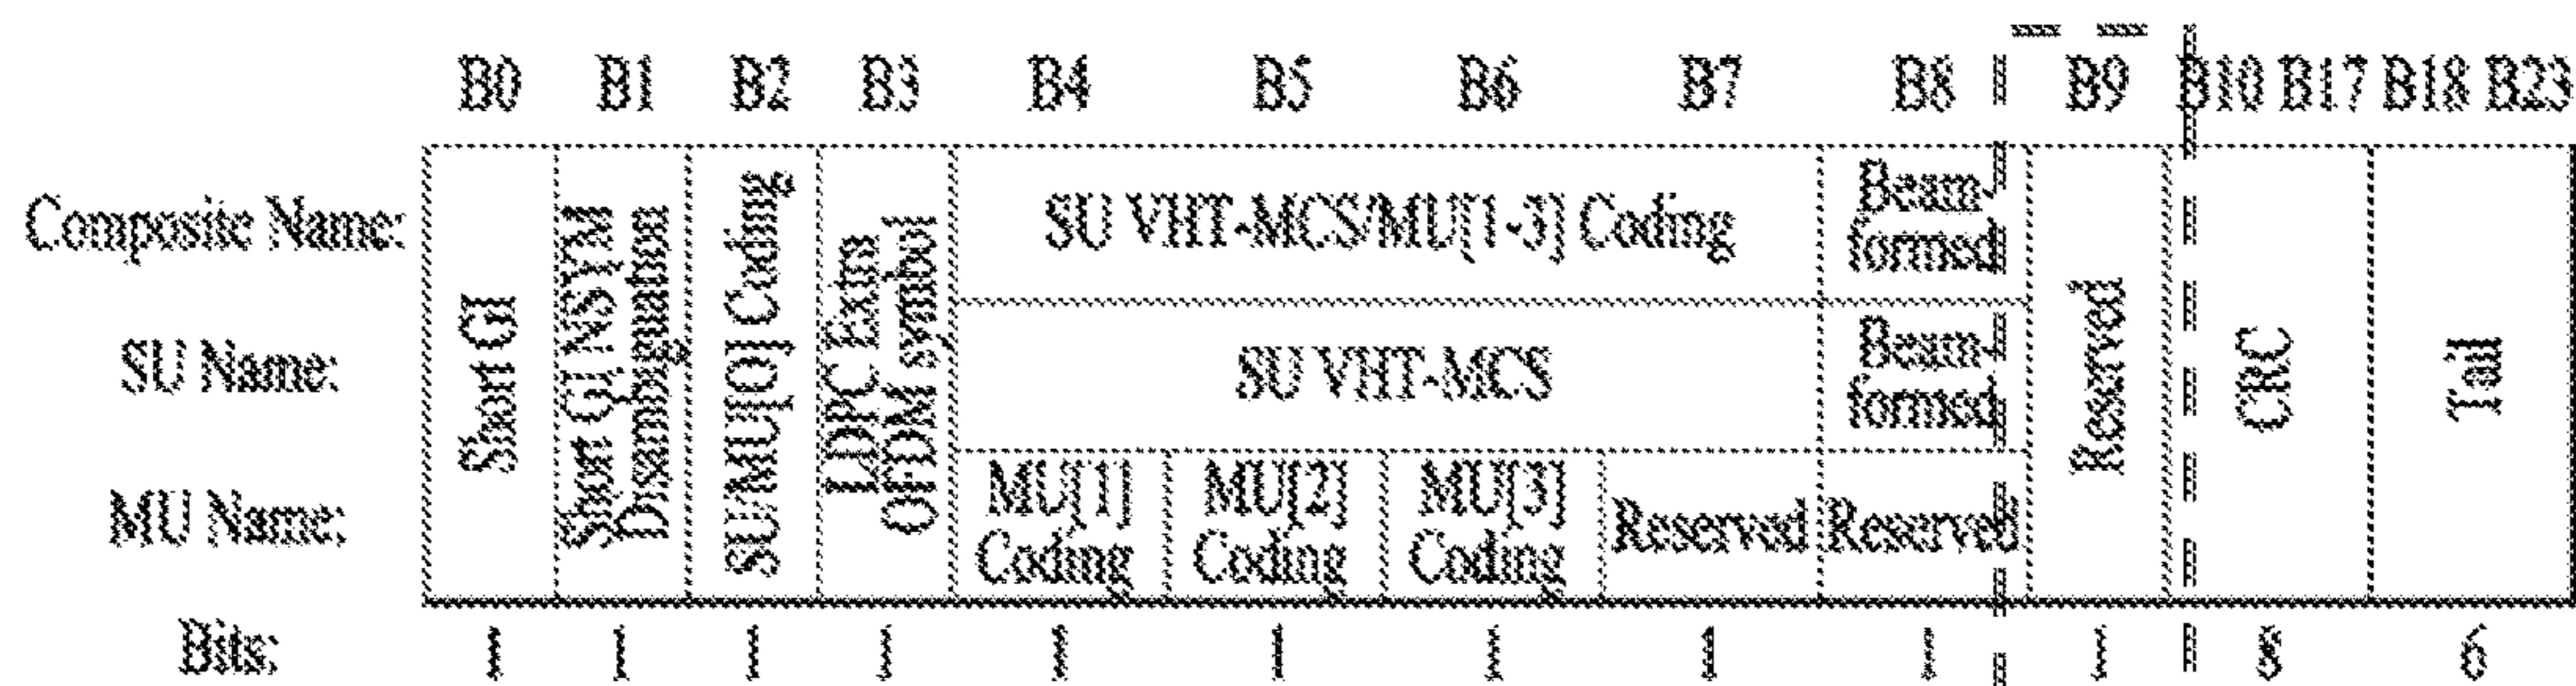 B0 B1 B2 B3 B4 B5 B6 B7 B8 B9 B10 B17 B18 B23
Composite Name:
SU Name:
MU Name:
Bits:
Short GI
Short GI NSYM
Disambiguation
SU/MU[0] Coding
LDPC Extra
OFDM symbol
SU VHT-MCS/MU[1-3] Coding
SU VHT-MCS
MU[1]
Coding
MU[2]
Coding
MU[3]
Coding
Reserved
Beam-
formed
Beam-
formed
Reserved
Reserved
CRC
Tail
1 1 1 1 1 1 1 1 1 1 8 6